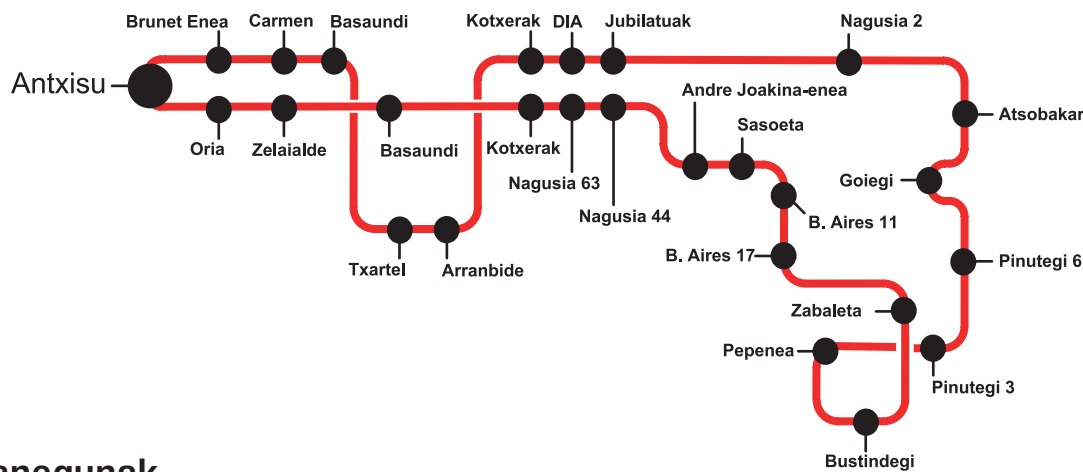 Brunet Enea
Carmen
Basaundi
Kotxerak
DIA
Jubilatuak
Nagusia 2
Antxisu
Andre Joakina-enea
Atsobakar
Sasoeta
Oria
Zelaialde
Basaundi
Kotxerak
Nagusia 63
Goiegi
Nagusia 44
B. Aires 11
B. Aires 17
Txartel
Arranbide
Pinutegi 6
Zabaleta
Pepenea
Pinutegi 3
Bustindegi